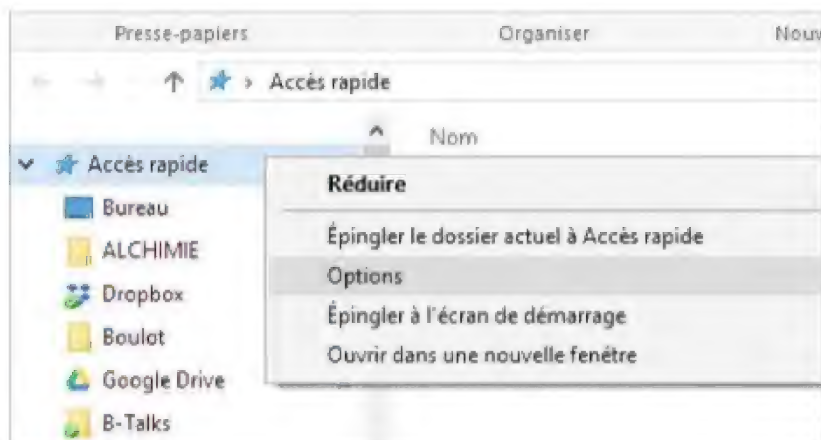 Presse-papiers Organiser Nouv
Accès rapide
Nom
Accès rapide
Réduire
Bureau
Épingler le dossier actuel à Accès rapide
ALCHIMIE
Options
Dropbox
Épingler à l'écran de démarrage
Boulot
Ouvrir dans une nouvelle fenêtre
Google Drive
B-Talks